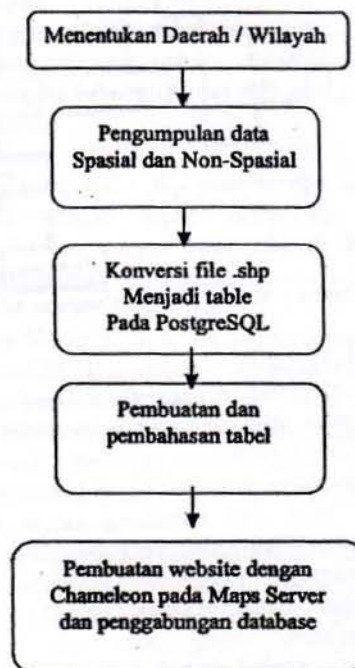 Menentukan Daerah / Wilayah
Pengumpulan data
Spasial dan Non-Spasial
Konversi file .shp
Menjadi table
Pada PostgreSQL
Pembuatan dan
pembahasan tabel
Pembuatan website dengan
Chameleon pada Maps Server
dan penggabungan database